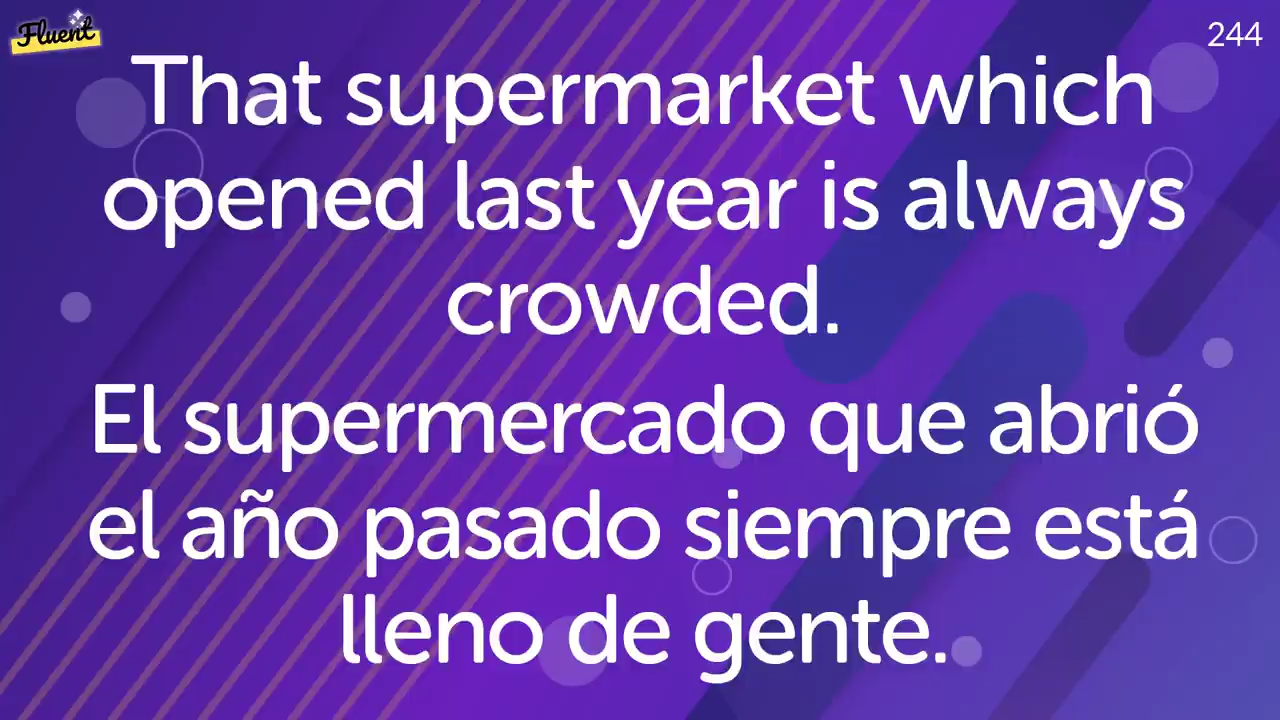 Fluent
244
That supermarket which
opened last year is always
crowded.
El supermercado que abrió
el año pasado siempre está
lleno de gente.